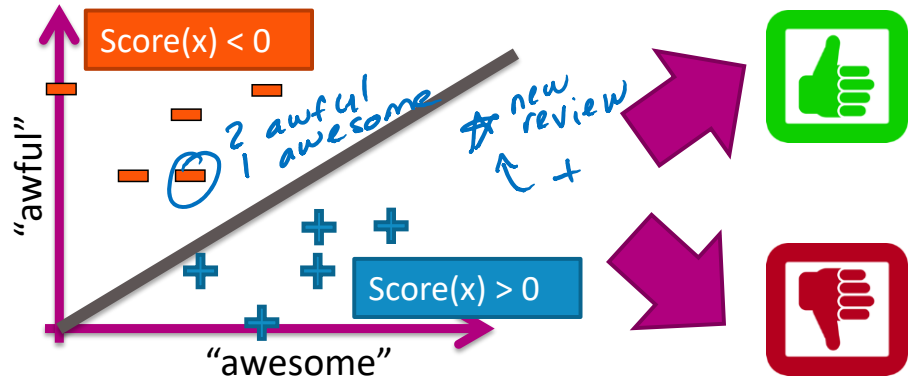 Score(x) < 0
2 awful
1 awesome
new
review
+
"awful"
Score(x) > 0
"awesome"